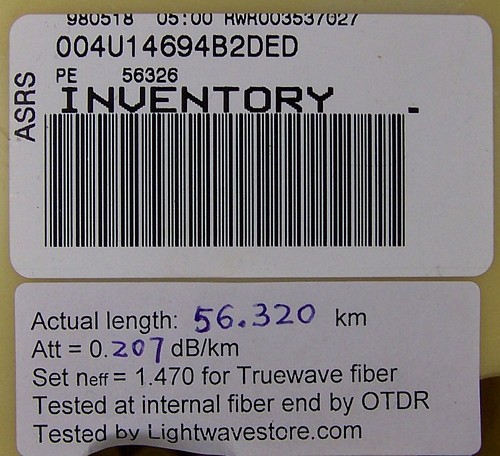 980518 05:00 RWR003537027
004U14694B2DED
PE 56326
INVENTORY -
ASRS
Actual length: 56.320 km
Att = 0.207 dB/km
Set neff = 1.470 for Truewave fiber
Tested at internal fiber end by OTDR
Tested by Lightwavestore.com